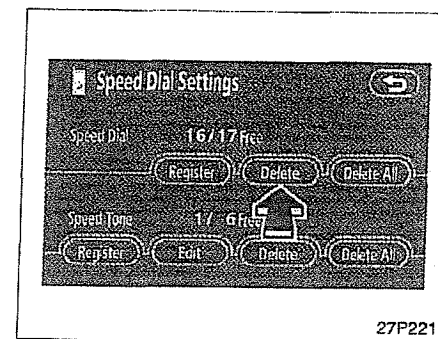 Speed Dial Settings
Speed Dial 16/17 Free
Register Delete Delete All
Speed Tone 1/ 6 Free
Register Edit Delete Delete All
27P221